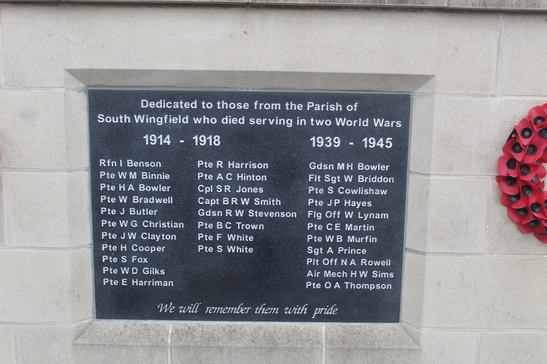 Dedicated to those from the Parish of
South Wingfield who died serving in two World Wars
1914 - 1918
Rfn I Benson
Pte W M Binnie
Pte H A Bowler
Pte W Bradwell
Pte J Butler
Pte W G Christian
Pte J W Clayton
Pte H Cooper
Pte S Fox
Pte W D Gilks
Pte E Harriman
Pte R Harrison
Pte A C Hinton
Cpl S R Jones
Capt B R W Smith
Gdsn R W Stevenson
Pte B C Trown
Pte F White
Pte S White
1939 - 1945
Gdsn M H Bowler
Flt Sgt W Briddon
Pte S Cowlishaw
Pte J P Hayes
Flg Off W Lynam
Pte C E Martin
Pte W B Murfin
Sgt A Prince
Plt Off N A Rowell
Air Mech H W Sims
Pte O A Thompson
We will remember them with pride